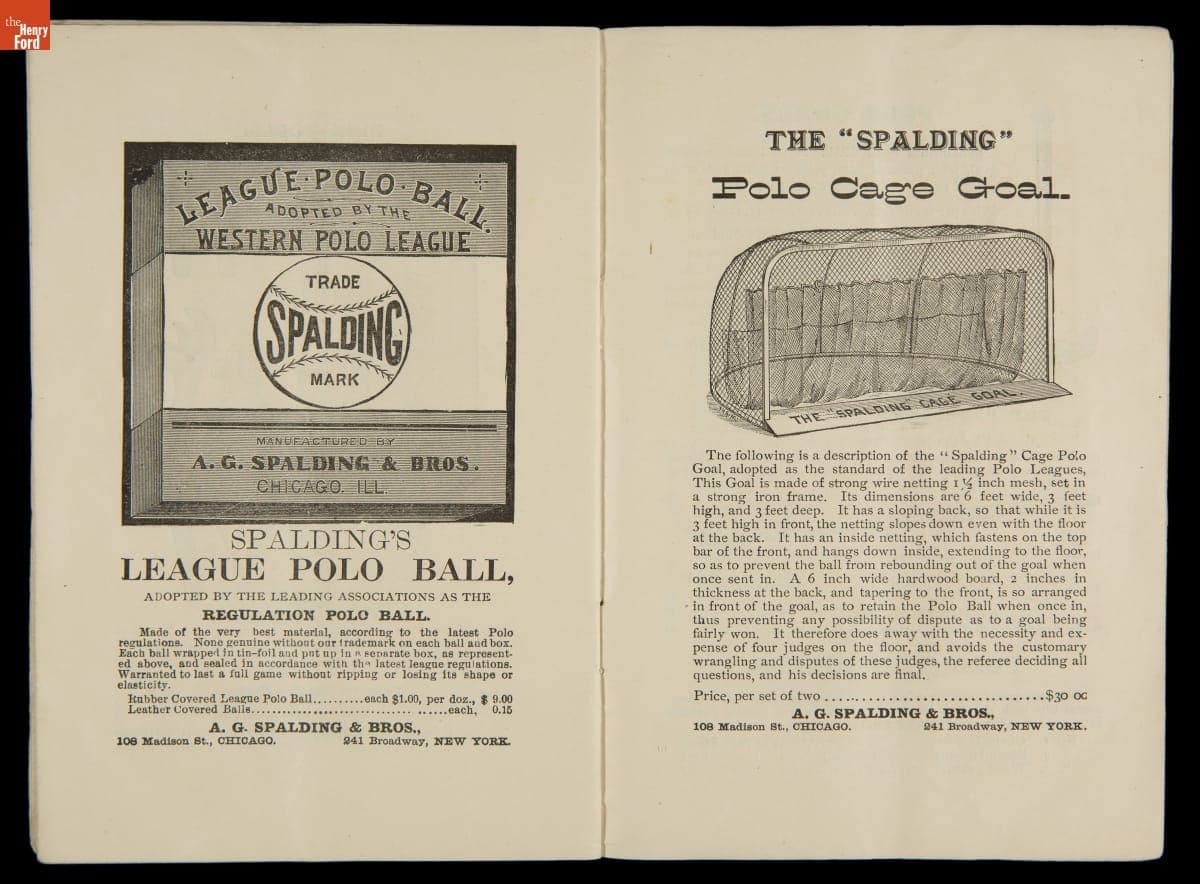 the
Henry
Ford
LEAGUE·POLO·BALL.
ADOPTED BY THE
WESTERN POLO LEAGUE
TRADE
SPALDING
MARK
MANUFACTURED BY
A. G. SPALDING & BROS.
CHICAGO. ILL.
SPALDING'S
LEAGUE POLO BALL,
ADOPTED BY THE LEADING ASSOCIATIONS AS THE
REGULATION POLO BALL.
Made of the very best material, according to the latest Polo
regulations. None genuine without our trademark on each ball and box.
Each ball wrapped in tin-foil and put up in a separate box, as represent-
ed above, and sealed in accordance with the latest league regulations.
Warranted to last a full game without ripping or losing its shape or
elasticity.
Rubber Covered League Polo Ball..........each $1.00, per doz., $ 9.00
Leather Covered Balls.................................. ......each, 0.15
A. G. SPALDING & BROS.,
108 Madison St., CHICAGO. 241 Broadway, NEW YORK.
THE "SPALDING"
Polo Cage Goal.
THE "SPALDING" CAGE GOAL.
The following is a description of the "Spalding" Cage Polo
Goal, adopted as the standard of the leading Polo Leagues,
This Goal is made of strong wire netting 1½ inch mesh, set in
a strong iron frame. Its dimensions are 6 feet wide, 3 feet
high, and 3 feet deep. It has a sloping back, so that while it is
3 feet high in front, the netting slopes down even with the floor
at the back. It has an inside netting, which fastens on the top
bar of the front, and hangs down inside, extending to the floor,
so as to prevent the ball from rebounding out of the goal when
once sent in. A 6 inch wide hardwood board, 2 inches in
thickness at the back, and tapering to the front, is so arranged
in front of the goal, as to retain the Polo Ball when once in,
thus preventing any possibility of dispute as to a goal being
fairly won. It therefore does away with the necessity and ex-
pense of four judges on the floor, and avoids the customary
wrangling and disputes of these judges, the referee deciding all
questions, and his decisions are final.
Price, per set of two..............................$30 00
A. G. SPALDING & BROS.,
108 Madison St., CHICAGO. 241 Broadway, NEW YORK.